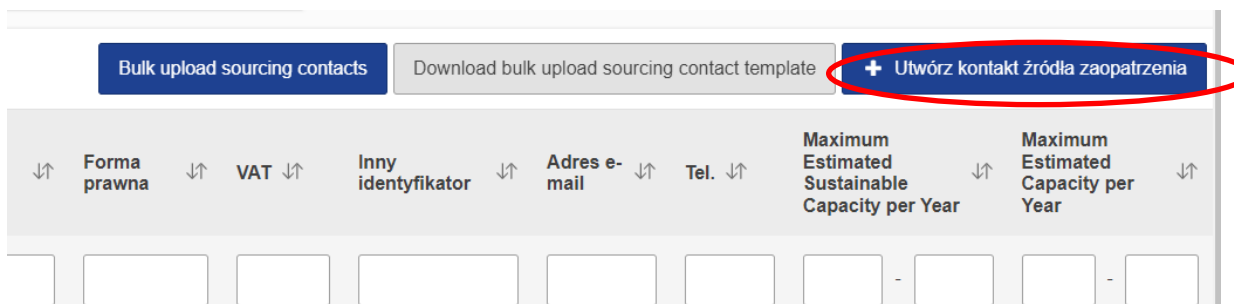 Bulk upload sourcing contacts
Download bulk upload sourcing contact template
+ Utwórz kontakt źródła zaopatrzenia
Forma
prawna
VAT
Inny
identyfikator
Adres e-
mail
Tel.
Maximum
Estimated
Sustainable
Capacity per Year
Maximum
Estimated
Capacity per
Year
-
-